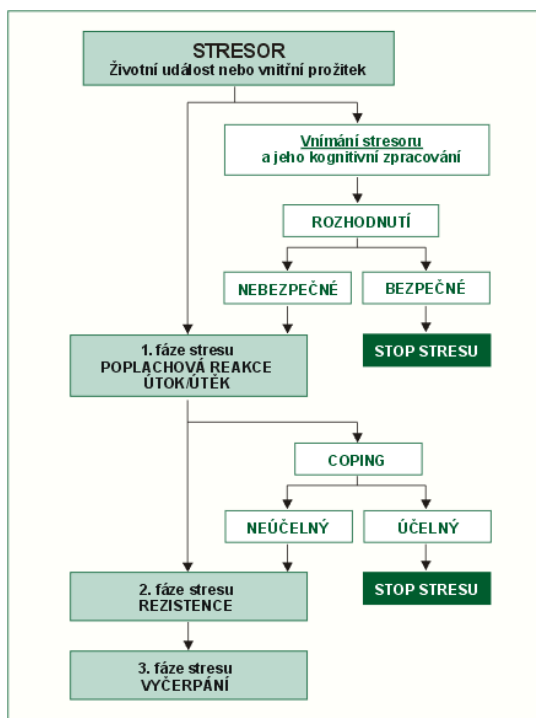 STRESOR
Životní událost nebo vnitřní prožitek
Vnímání stresoru
a jeho kognitivní zpracování
ROZHODNUTÍ
NEBEZPEČNÉ
BEZPEČNÉ
1. fáze stresu
POPLACHOVÁ REAKCE
ÚTOK/ÚTĚK
STOP STRESU
COPING
NEÚČELNÝ
ÚČELNÝ
2. fáze stresu
REZISTENCE
STOP STRESU
3. fáze stresu
VYČERPÁNÍ